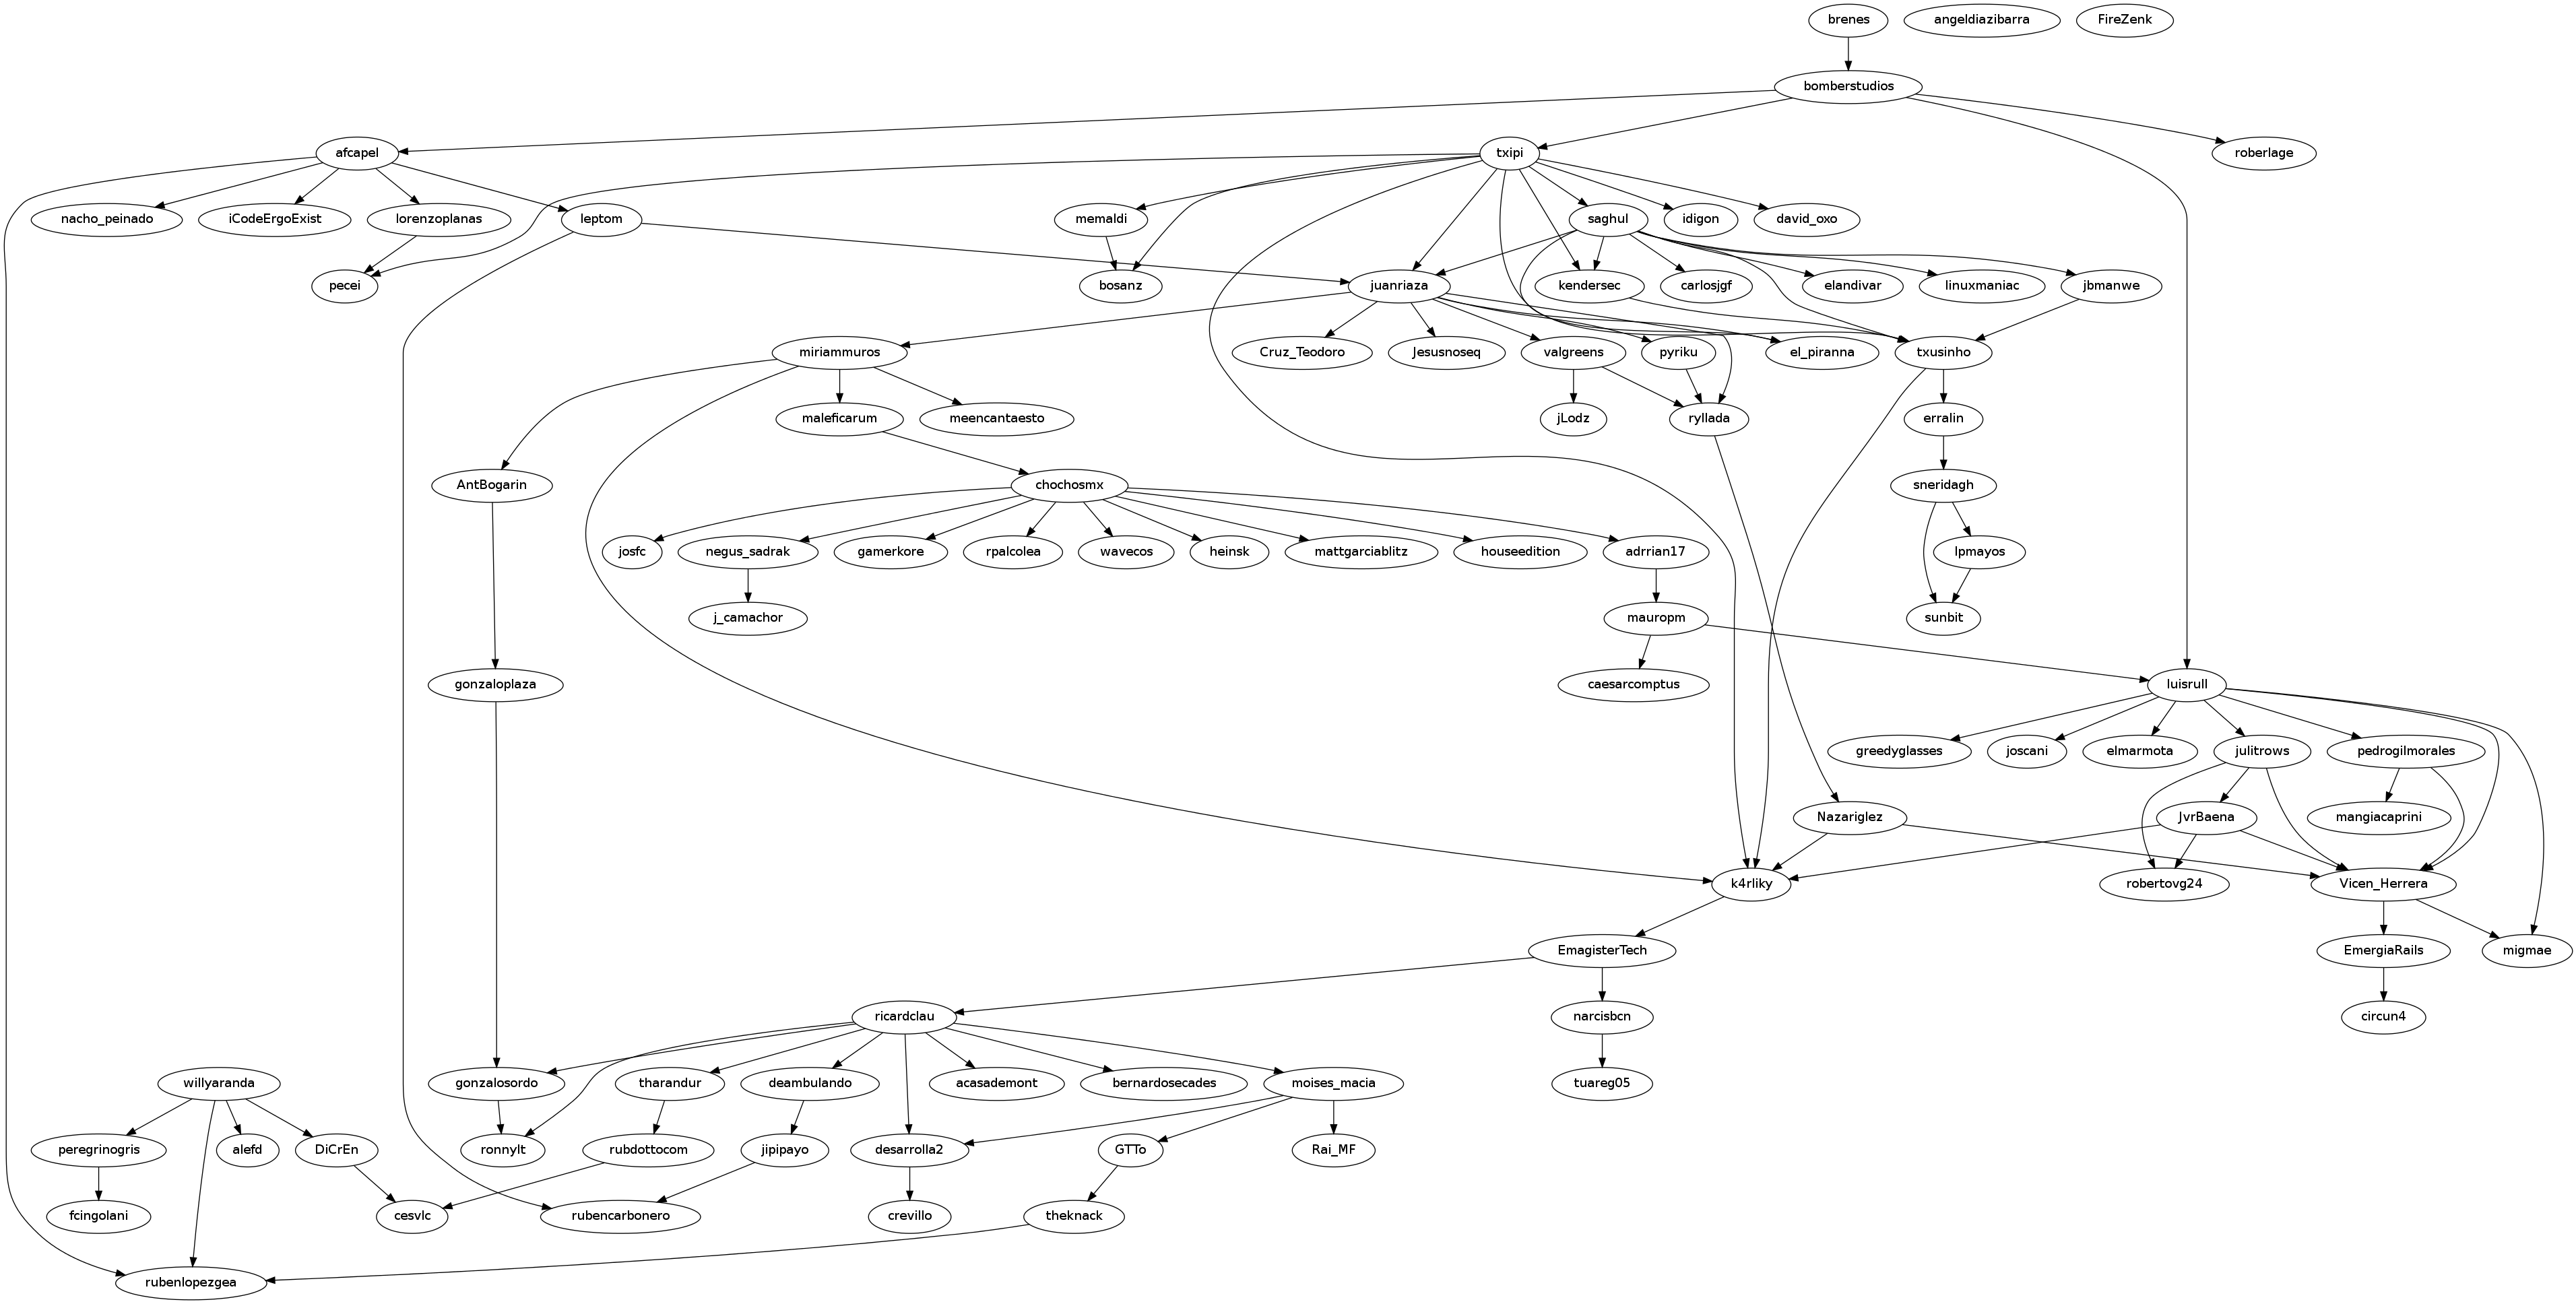 brenes
angeldiazibarra
FireZenk
bomberstudios
afcapel
txipi
roberlage
nacho_peinado
iCodeErgoExist
lorenzoplanas
leptom
memaldi
saghul
idigon
david_oxo
pecei
bosanz
juanriaza
kendersec
carlosjgf
elandivar
linuxmaniac
jbmanwe
miriammuros
Cruz_Teodoro
Jesusnoseq
valgreens
pyriku
el_piranna
txusinho
maleficarum
meencantaesto
jLodz
ryllada
erralin
AntBogarin
chochosmx
sneridagh
josfc
negus_sadrak
gamerkore
rpalcolea
wavecos
heinsk
mattgarciablitz
houseedition
adrrian17
lpmayos
j_camachor
mauropm
sunbit
gonzaloplaza
caesarcomptus
luisrull
greedyglasses
joscani
elmarmota
julitrows
pedrogilmorales
Nazariglez
JvrBaena
mangiacaprini
k4rliky
robertovg24
Vicen_Herrera
EmagisterTech
EmergiaRails
migmae
ricardclau
narcisbcn
circun4
willyaranda
gonzalosordo
tharandur
deambulando
acasademont
bernardosecades
moises_macia
tuareg05
peregrinogris
alefd
DiCrEn
ronnylt
rubdottocom
jipipayo
desarrolla2
GTTo
Rai_MF
fcingolani
cesvlc
rubencarbonero
crevillo
theknack
rubenlopezgea